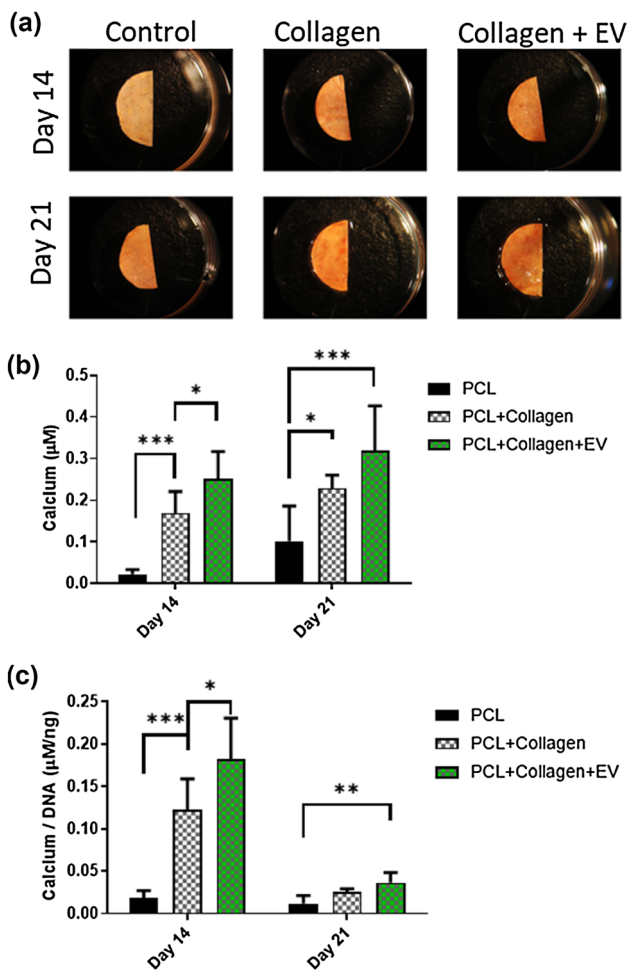 (a)
Control Collagen Collagen + EV
Day 14
Day 21
(b)
Calcium (µM)
0.5
0.4
0.3
0.2
0.1
0.0
***
*
*
***
Day 14
Day 21
PCL
PCL+Collagen
PCL+Collagen+EV
(c)
Calcium / DNA (µM/ng)
0.25
0.20
0.15
0.10
0.05
0.00
***
*
**
Day 14
Day 21
PCL
PCL+Collagen
PCL+Collagen+EV